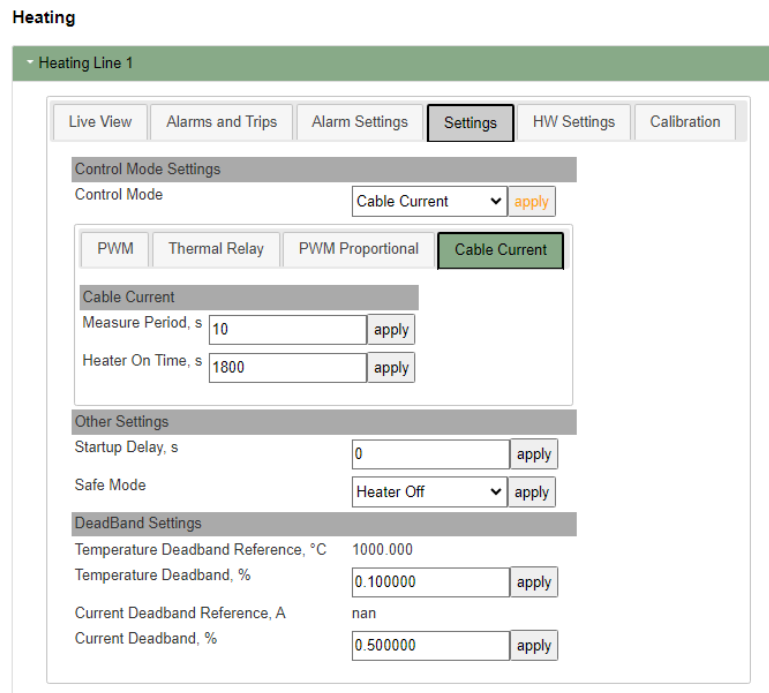 Heating
Heating Line 1
Live View Alarms and Trips Alarm Settings Settings HW Settings Calibration
Control Mode Settings
Control Mode Cable Current apply
PWM Thermal Relay PWM Proportional Cable Current
Cable Current
Measure Period, s 10 apply
Heater On Time, s 1800 apply
Other Settings
Startup Delay, s 0 apply
Safe Mode Heater Off apply
DeadBand Settings
Temperature Deadband Reference, °C 1000.000
Temperature Deadband, % 0.100000 apply
Current Deadband Reference, A nan
Current Deadband, % 0.500000 apply